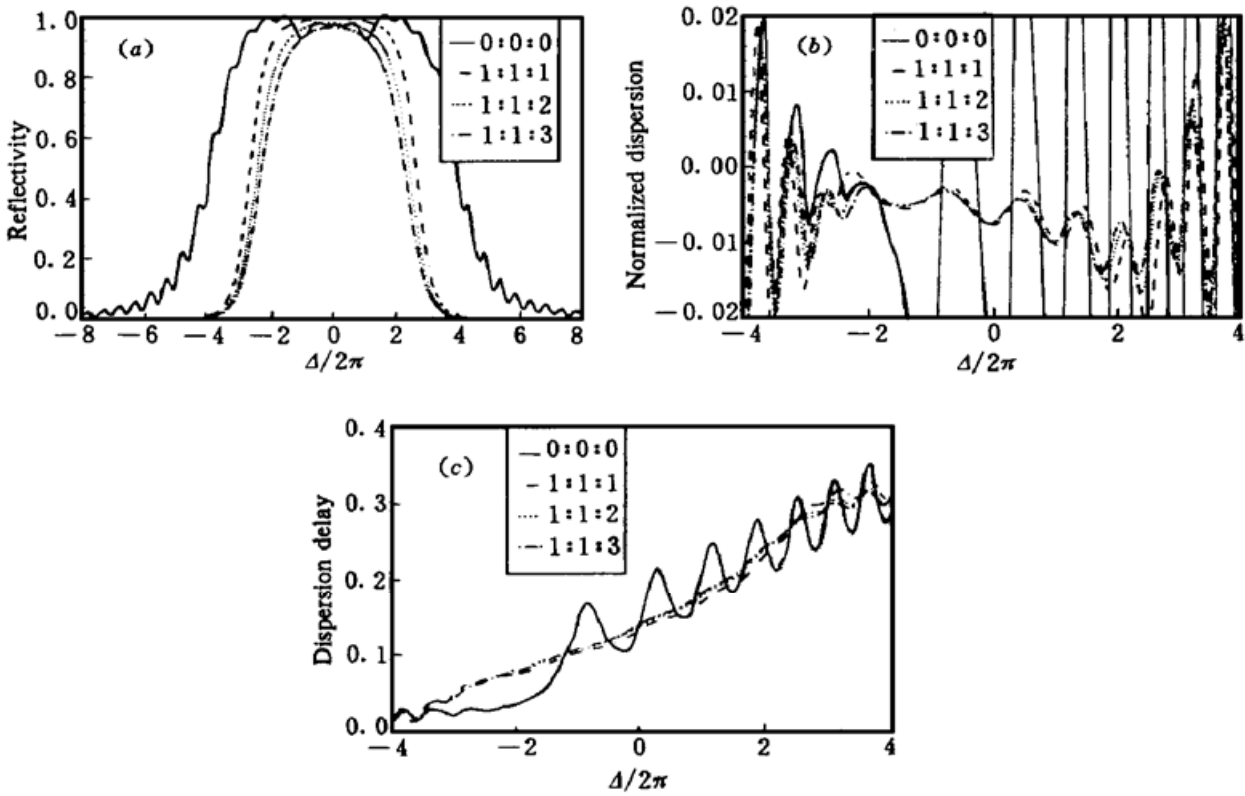 (a)
0:0:0
1:1:1
1:1:2
1:1:3
Reflectivity
1.0
0.8
0.6
0.4
0.2
0.0
-8 -6 -4 -2 0 2 4 6 8
Δ/2π
(b)
0:0:0
1:1:1
1:1:2
1:1:3
Normalized dispersion
0.02
0.01
0.00
-0.01
-0.02
-4 -2 0 2 4
Δ/2π
(c)
0:0:0
1:1:1
1:1:2
1:1:3
Dispersion delay
0.4
0.3
0.2
0.1
0.0
-4 -2 0 2 4
Δ/2π